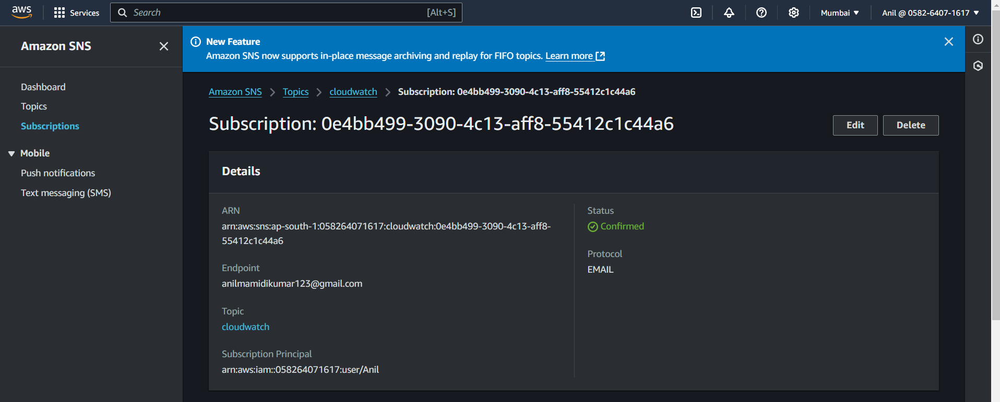 aws
Services
Search [Alt+S]
Mumbai ▼
Anil @ 0582-6407-1617 ▼
Amazon SNS
Dashboard
Topics
Subscriptions
Mobile
Push notifications
Text messaging (SMS)
New Feature
Amazon SNS now supports in-place message archiving and replay for FIFO topics. Learn more
Amazon SNS > Topics > cloudwatch > Subscription: 0e4bb499-3090-4c13-aff8-55412c1c44a6
Subscription: 0e4bb499-3090-4c13-aff8-55412c1c44a6
Edit
Delete
Details
ARN
arn:aws:sns:ap-south-1:058264071617:cloudwatch:0e4bb499-3090-4c13-aff8-
55412c1c44a6
Endpoint
anilmamidikumar123@gmail.com
Topic
cloudwatch
Subscription Principal
arn:aws:iam::058264071617:user/Anil
Status
Confirmed
Protocol
EMAIL